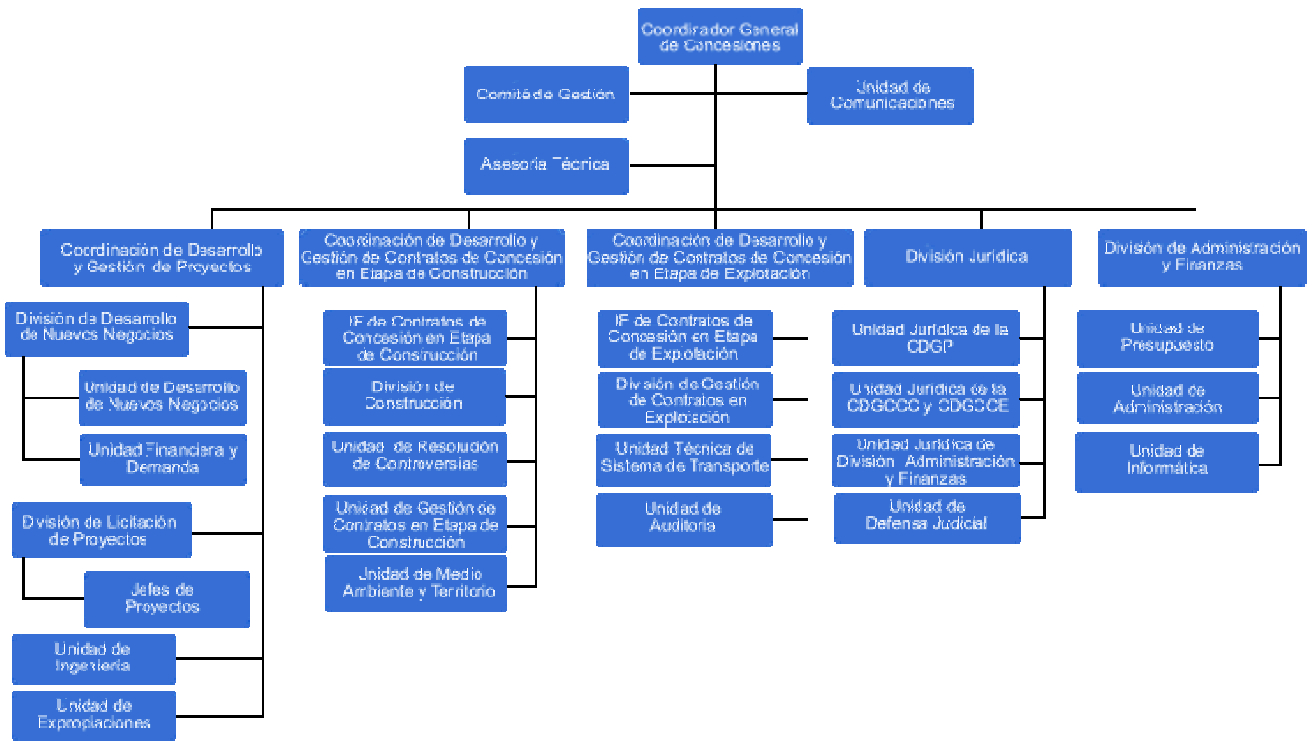 Coordinador General
de Concesiones
Comité de Gestión
Unidad de
Comunicaciones
Asesoría Técnica
Coordinación de Desarrollo
y Gestión de Proyectos
Coordinación de Desarrollo y
Gestión de Contratos de Concesión
en Etapa de Construcción
Coordinación de Desarrollo y
Gestión de Contratos de Concesión
en Etapa de Explotación
División Jurídica
División de Administración
y Finanzas
División de Desarrollo
de Nuevos Negocios
Unidad de Desarrollo
de Nuevos Negocios
Unidad Financiera y
Demanda
División de Licitación
de Proyectos
Jefes de
Proyectos
Unidad de
Ingeniería
Unidad de
Expropiaciones
IF de Contratos de
Concesión en Etapa
de Construcción
División de
Construcción
Unidad de Resolución
de Controversias
Unidad de Gestión de
Contratos en Etapa de
Construcción
Unidad de Medio
Ambiente y Territorio
IF de Contratos de
Concesión en Etapa
de Explotación
División de Gestión
de Contratos en
Explotación
Unidad Técnica de
Sistema de Transporte
Unidad de
Auditoria
Unidad Jurídica de la
CDGP
Unidad Jurídica de la
CDGCCC y CDGCCE
Unidad Jurídica de
División Administración
y Finanzas
Unidad de
Defensa Judicial
Unidad de
Presupuesto
Unidad de
Administración
Unidad de
Informática